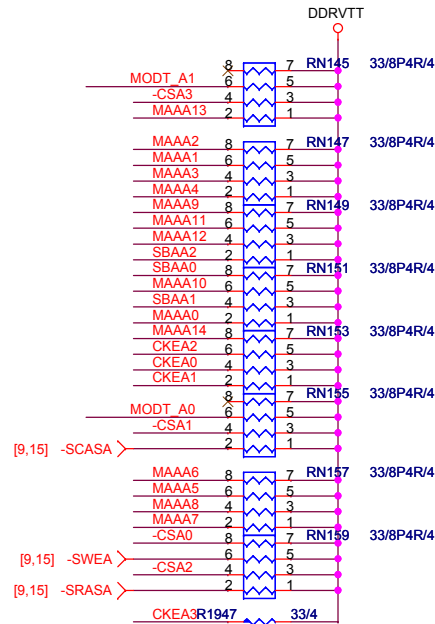 DDRVTT
8 7 RN145 33/8P4R/4
MODT_A1 6 5
-CSA3 4 3
MAAA13 2 1
MAAA2 8 7 RN147 33/8P4R/4
MAAA1 6 5
MAAA3 4 3
MAAA4 2 1
MAAA9 8 7 RN149 33/8P4R/4
MAAA11 6 5
MAAA12 4 3
SBAA2 2 1
SBAA0 8 7 RN151 33/8P4R/4
MAAA10 6 5
SBAA1 4 3
MAAA0 2 1
MAAA14 8 7 RN153 33/8P4R/4
CKEA2 6 5
CKEA0 4 3
CKEA1 2 1
8 7 RN155 33/8P4R/4
MODT_A0 6 5
-CSA1 4 3
[9,15] -SCASA 2 1
MAAA6 8 7 RN157 33/8P4R/4
MAAA5 6 5
MAAA8 4 3
MAAA7 2 1
-CSA0 8 7 RN159 33/8P4R/4
[9,15] -SWEA 6 5
-CSA2 4 3
[9,15] -SRASA 2 1
CKEA3 R1947 33/4